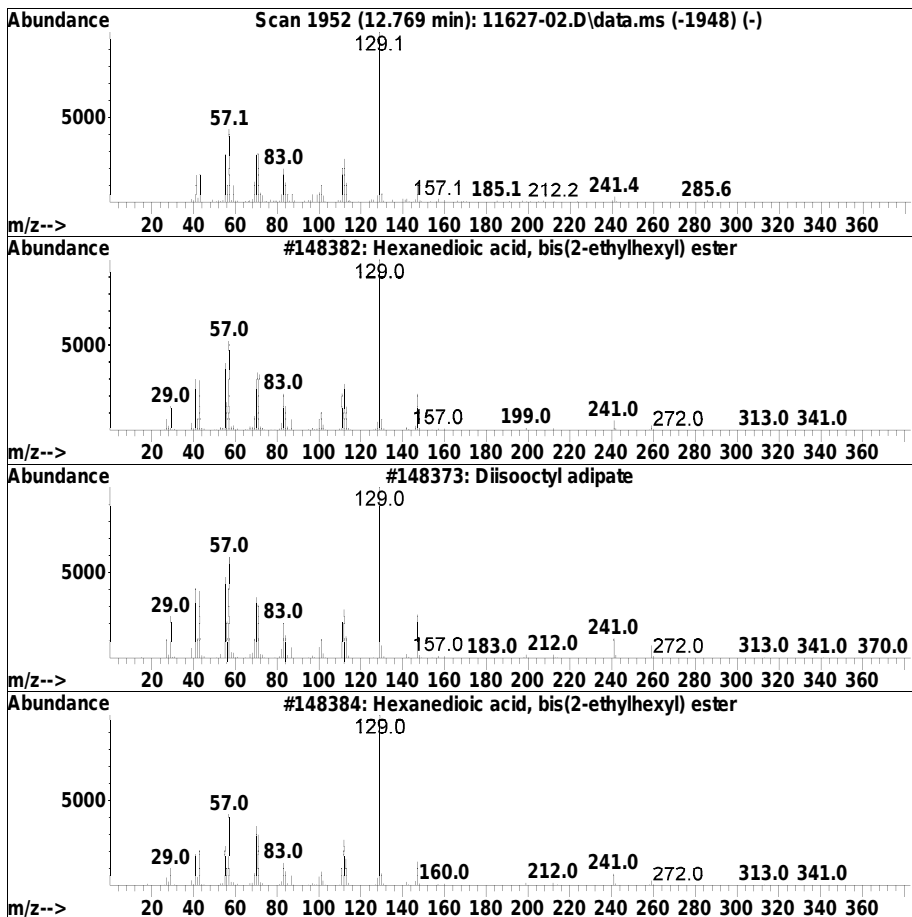 Abundance Scan 1952 (12.769 min): 11627-02.D\data.ms (-1948) (-)
129.1
5000 57.1
83.0
157.1 185.1 212.2 241.4 285.6
m/z--> 20 40 60 80 100 120 140 160 180 200 220 240 260 280 300 320 340 360
Abundance #148382: Hexanedioic acid, bis(2-ethylhexyl) ester
129.0
5000 57.0
29.0 83.0
157.0 199.0 241.0 272.0 313.0 341.0
m/z--> 20 40 60 80 100 120 140 160 180 200 220 240 260 280 300 320 340 360
Abundance #148373: Diisooctyl adipate
129.0
57.0
5000
29.0 83.0
157.0 183.0 212.0 241.0 272.0 313.0 341.0 370.0
m/z--> 20 40 60 80 100 120 140 160 180 200 220 240 260 280 300 320 340 360
Abundance #148384: Hexanedioic acid, bis(2-ethylhexyl) ester
129.0
5000 57.0
29.0 83.0
160.0 212.0 241.0 272.0 313.0 341.0
m/z--> 20 40 60 80 100 120 140 160 180 200 220 240 260 280 300 320 340 360